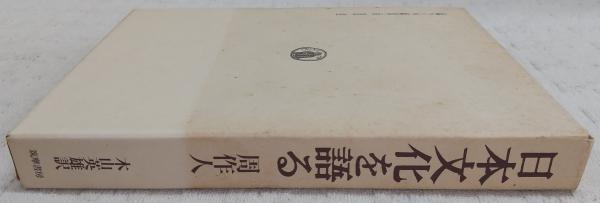 日本文化を語る
周作人
木山英雄訳
筑摩書房